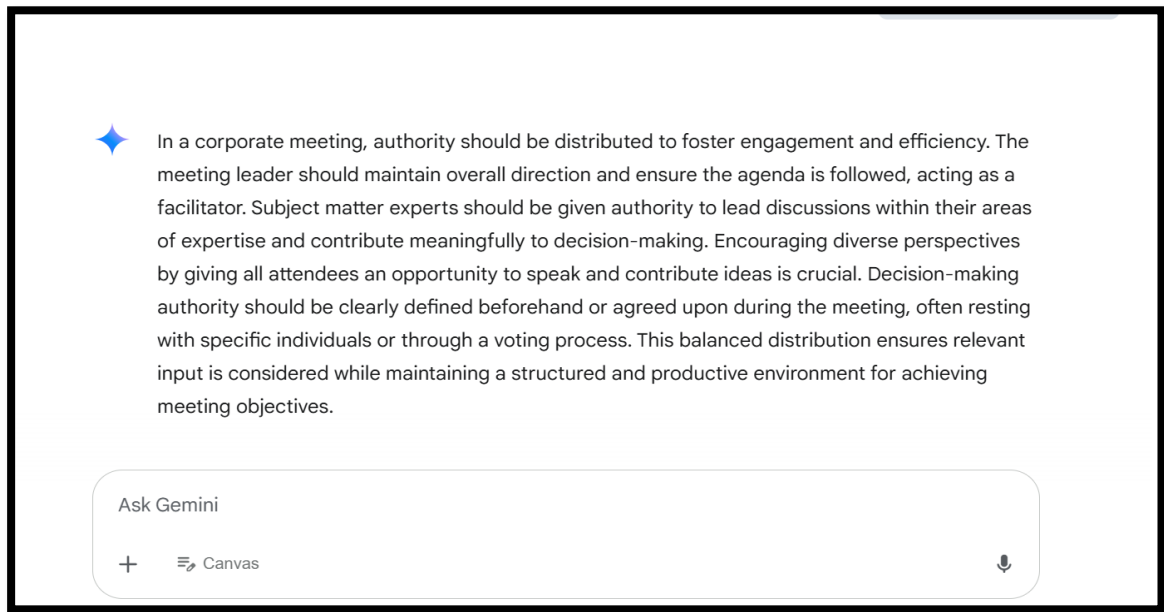 In a corporate meeting, authority should be distributed to foster engagement and efficiency. The
meeting leader should maintain overall direction and ensure the agenda is followed, acting as a
facilitator. Subject matter experts should be given authority to lead discussions within their areas
of expertise and contribute meaningfully to decision-making. Encouraging diverse perspectives
by giving all attendees an opportunity to speak and contribute ideas is crucial. Decision-making
authority should be clearly defined beforehand or agreed upon during the meeting, often resting
with specific individuals or through a voting process. This balanced distribution ensures relevant
input is considered while maintaining a structured and productive environment for achieving
meeting objectives.
Ask Gemini
Canvas